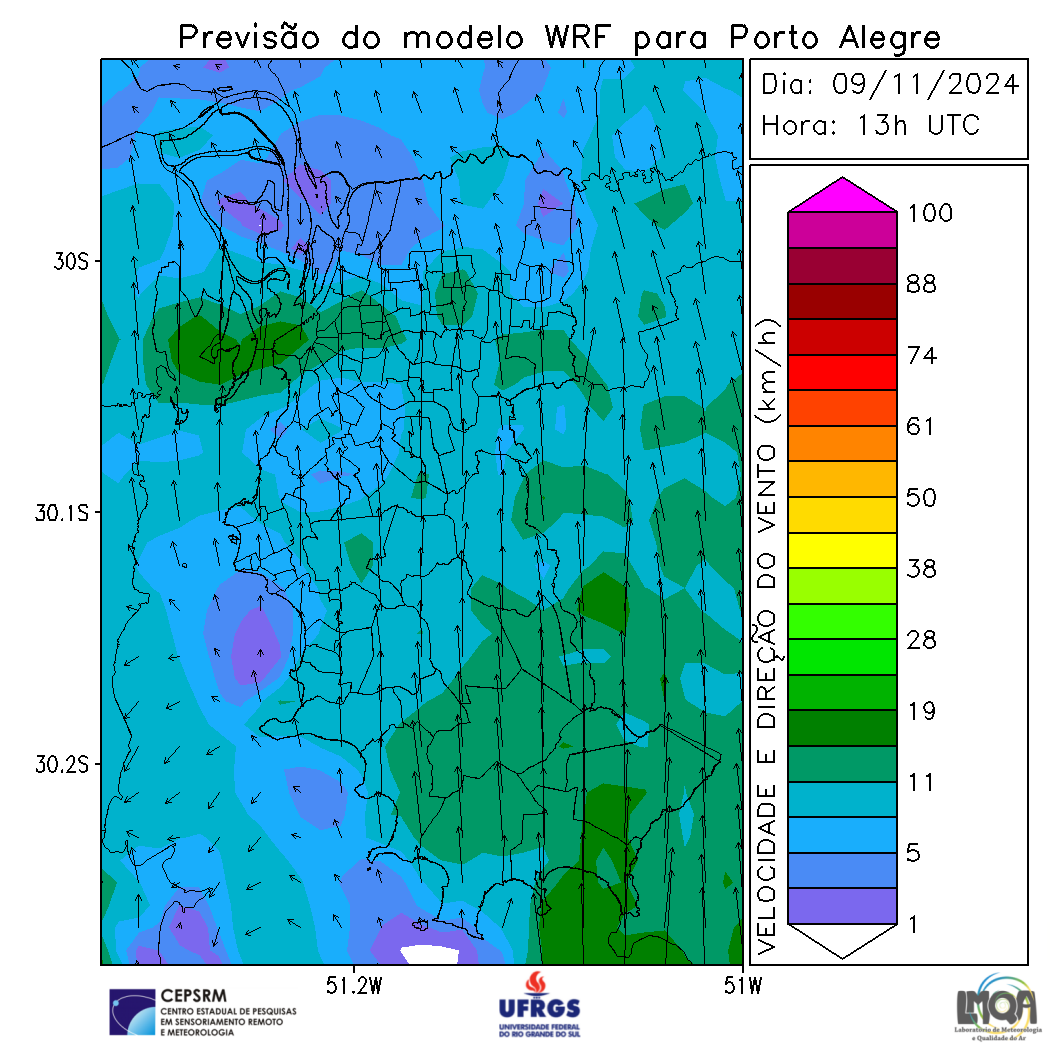 Previsão do modelo WRF para Porto Alegre
Dia: 09/11/2024
Hora: 13h UTC
30S
30.1S
30.2S
51.2W
51W
VELOCIDADE E DIREÇÃO DO VENTO (km/h)
100
88
74
61
50
38
28
19
11
5
1
CEPSRM
CENTRO ESTADUAL DE PESQUISAS
EM SENSORIAMENTO REMOTO
E METEOROLOGIA
UFRGS
UNIVERSIDADE FEDERAL
DO RIO GRANDE DO SUL
LMQA
Laboratório de Meteorologia
e Qualidade do Ar